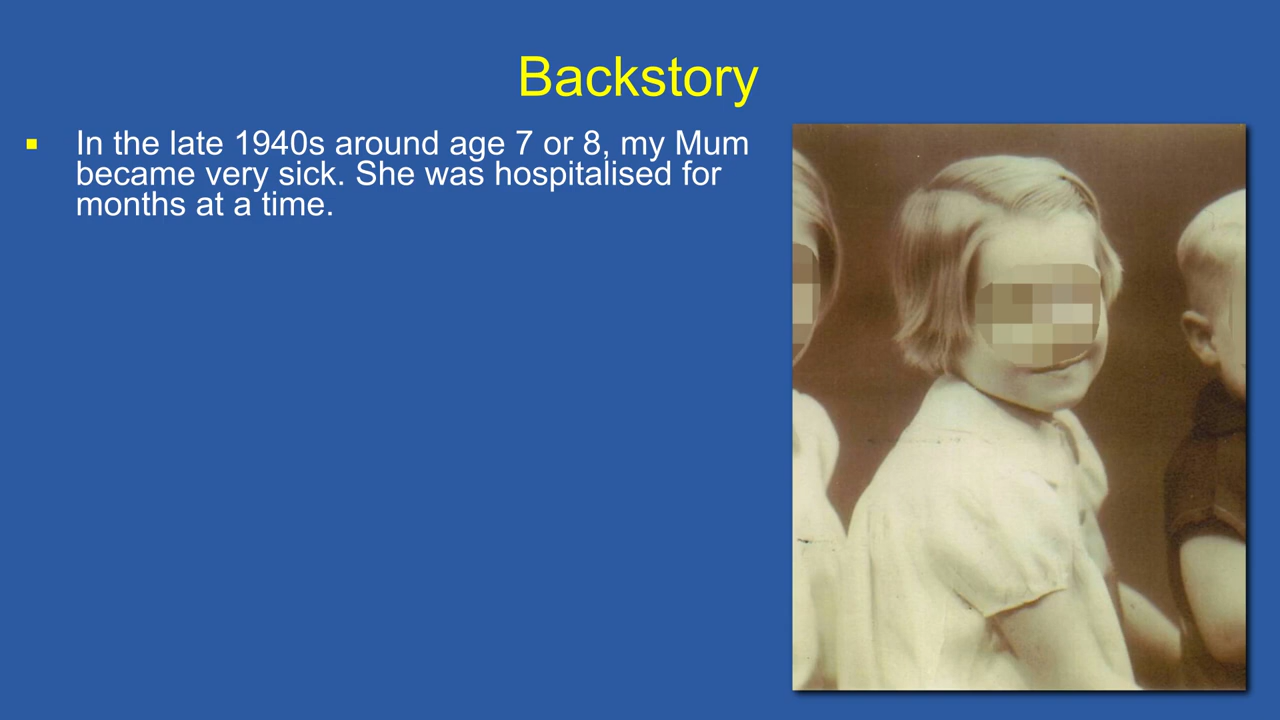 Backstory
In the late 1940s around age 7 or 8, my Mum
became very sick. She was hospitalised for
months at a time.